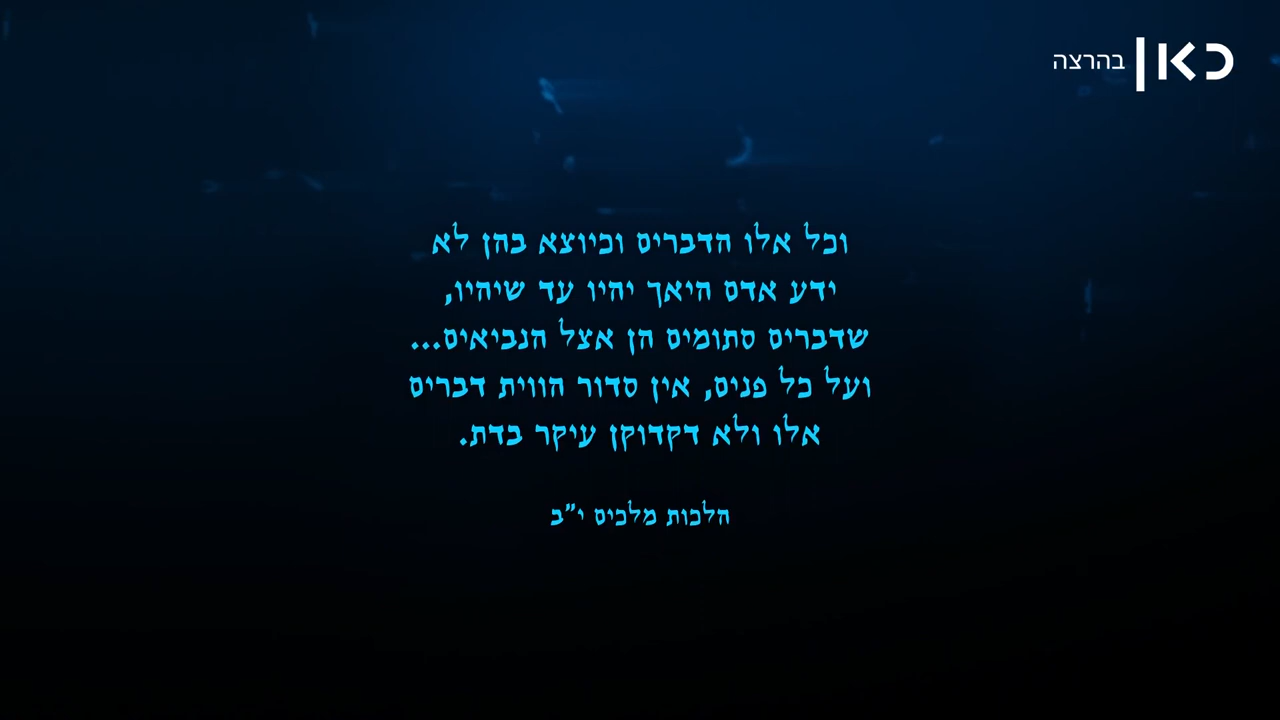 כאן | בהרצה
וכל אלו הדברים וכיוצא בהן לא
ידע אדם היאך יהיו עד שיהיו,
שדברים סתומים הן אצל הנביאים...
ועל כל פנים, אין סדור הווית דברים
אלו ולא דקדוקן עיקר בדת.
הלכות מלכים י"ב